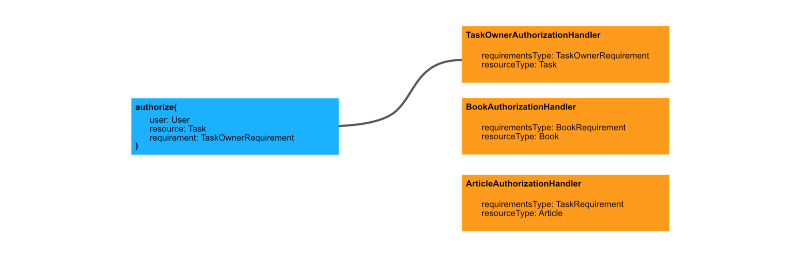 authorize(
user: User
resource: Task
requirement: TaskOwnerRequirement
)
TaskOwnerAuthorizationHandler
requirementsType: TaskOwnerRequirement
resourceType: Task
BookAuthorizationHandler
requirementsType: BookRequirement
resourceType: Book
ArticleAuthorizationHandler
requirementsType: TaskRequirement
resourceType: Article